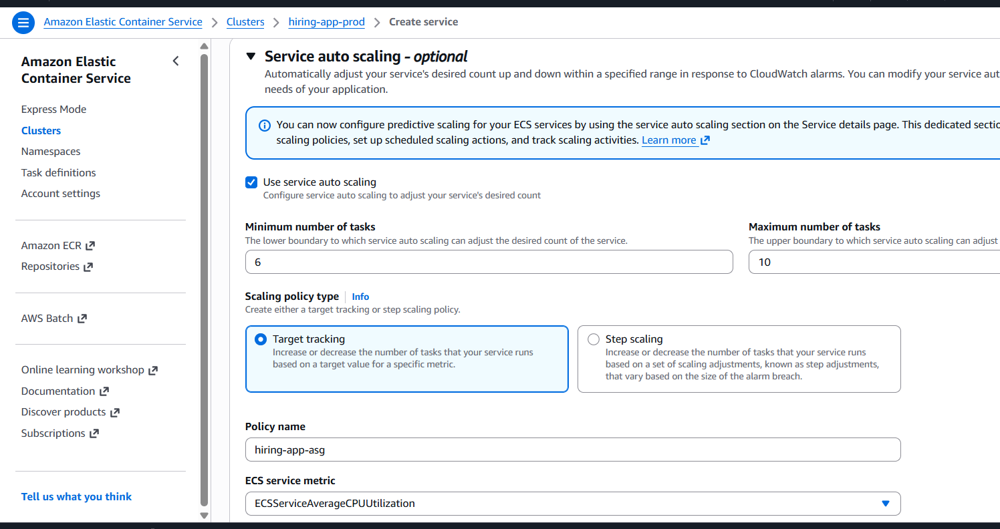 Amazon Elastic Container Service > Clusters > hiring-app-prod > Create service
Amazon Elastic
Container Service
Express Mode
Clusters
Namespaces
Task definitions
Account settings
Amazon ECR
Repositories
AWS Batch
Online learning workshop
Documentation
Discover products
Subscriptions
Tell us what you think
Service auto scaling - optional
Automatically adjust your service's desired count up and down within a specified range in response to CloudWatch alarms. You can modify your service aut
needs of your application.
You can now configure predictive scaling for your ECS services by using the service auto scaling section on the Service details page. This dedicated sectio
scaling policies, set up scheduled scaling actions, and track scaling activities. Learn more
Use service auto scaling
Configure service auto scaling to adjust your service's desired count
Minimum number of tasks
The lower boundary to which service auto scaling can adjust the desired count of the service.
6
Maximum number of tasks
The upper boundary to which service auto scaling can adjust
10
Scaling policy type | Info
Create either a target tracking or step scaling policy.
Target tracking
Increase or decrease the number of tasks that your service runs
based on a target value for a specific metric.
Step scaling
Increase or decrease the number of tasks that your service runs
based on a set of scaling adjustments, known as step adjustments,
that vary based on the size of the alarm breach.
Policy name
hiring-app-asg
ECS service metric
ECSServiceAverageCPUUtilization